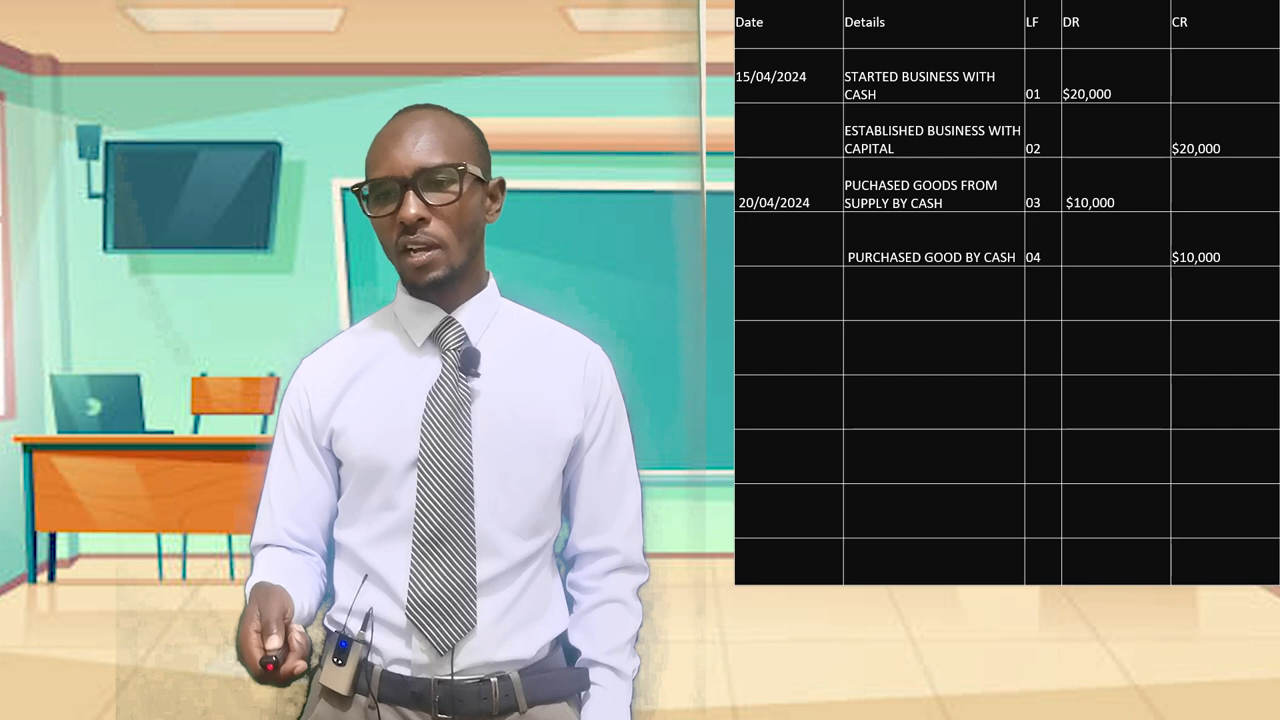 Date Details LF DR CR
15/04/2024 STARTED BUSINESS WITH
CASH 01 $20,000
ESTABLISHED BUSINESS WITH
CAPITAL 02 $20,000
PUCHASED GOODS FROM
20/04/2024 SUPPLY BY CASH 03 $10,000
PURCHASED GOOD BY CASH 04 $10,000